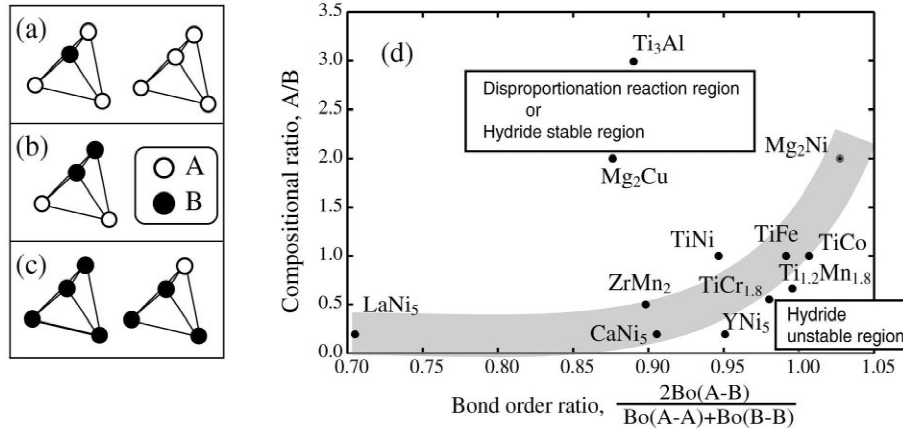 (a)
(b)
A
B
(c)
(d)
Compositional ratio, A/B
3.5
3.0
2.5
2.0
1.5
1.0
0.5
0.0
Ti₃Al
Disproportionation reaction region
or
Hydride stable region
Mg₂Ni
Mg₂Cu
TiNi
TiFe
TiCo
ZrMn₂
TiCr₁.₈
Ti₁.₂Mn₁.₈
LaNi₅
CaNi₅
YNi₅
Hydride
unstable region
0.70 0.75 0.80 0.85 0.90 0.95 1.00 1.05
Bond order ratio, 2Bo(A-B)
Bo(A-A)+Bo(B-B)